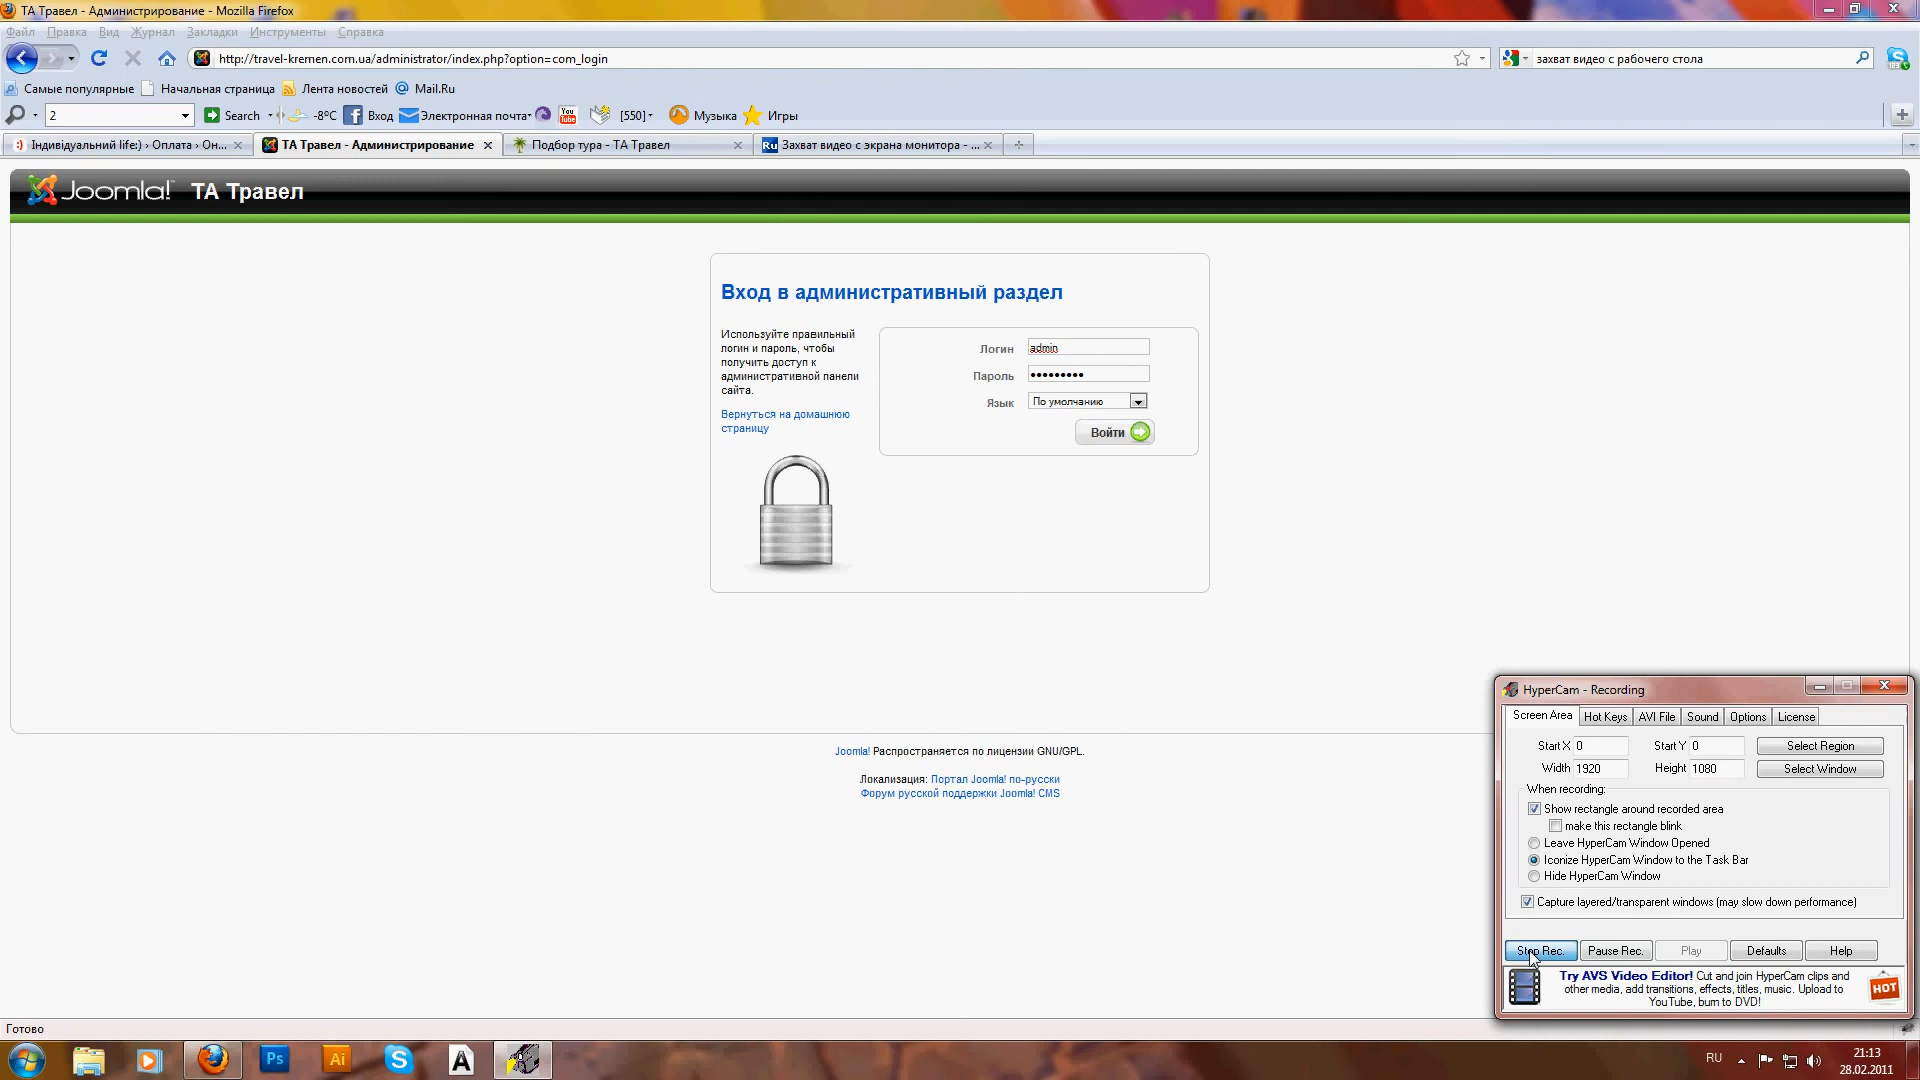 ТА Травел - Администрирование - Mozilla Firefox
Файл Правка Вид Журнал Закладки Инструменты Справка
http://travel-kremen.com.ua/administrator/index.php?option=com_login
захват видео с рабочего стола
Самые популярные Начальная страница Лента новостей Mail.Ru
2 Search -8°C Вход Электронная почта You Tube [550] Музыка Игры
Індивідуальний life:) › Оплата › Он... ТА Травел - Администрирование Подбор тура - ТА Травел Ru Захват видео с экрана монитора - ...
Joomla! ТА Травел
Вход в административный раздел
Используйте правильный
логин и пароль, чтобы
получить доступ к
административной панели
сайта.
Вернуться на домашнюю
страницу
Логин admin
Пароль •••••••••
Язык По умолчанию
Войти
Joomla! Распространяется по лицензии GNU/GPL.
Локализация: Портал Joomla! по-русски
Форум русской поддержки Joomla! CMS
HyperCam - Recording
Screen Area Hot Keys AVI File Sound Options License
Start X 0 Start Y 0 Select Region
Width 1920 Height 1080 Select Window
When recording:
Show rectangle around recorded area
make this rectangle blink
Leave HyperCam Window Opened
Iconize HyperCam Window to the Task Bar
Hide HyperCam Window
Capture layered/transparent windows (may slow down performance)
Stop Rec. Pause Rec. Play Defaults Help
Try AVS Video Editor! Cut and join HyperCam clips and
other media, add transitions, effects, titles, music. Upload to
YouTube, burn to DVD!
HOT
Готово
Ps Ai S A
RU
21:13
28.02.2011